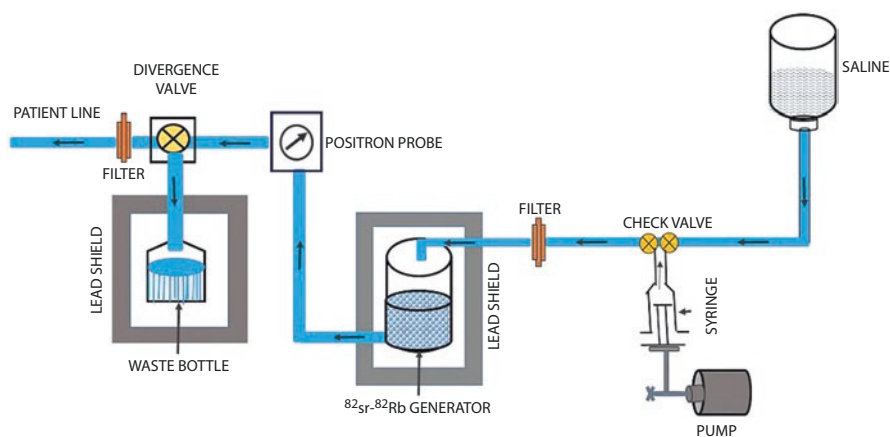 DIVERGENCE
VALVE
PATIENT LINE
FILTER
POSITRON PROBE
SALINE
LEAD SHIELD
WASTE BOTTLE
FILTER
CHECK VALVE
LEAD SHIELD
SYRINGE
⁸²sr-⁸²Rb GENERATOR
PUMP